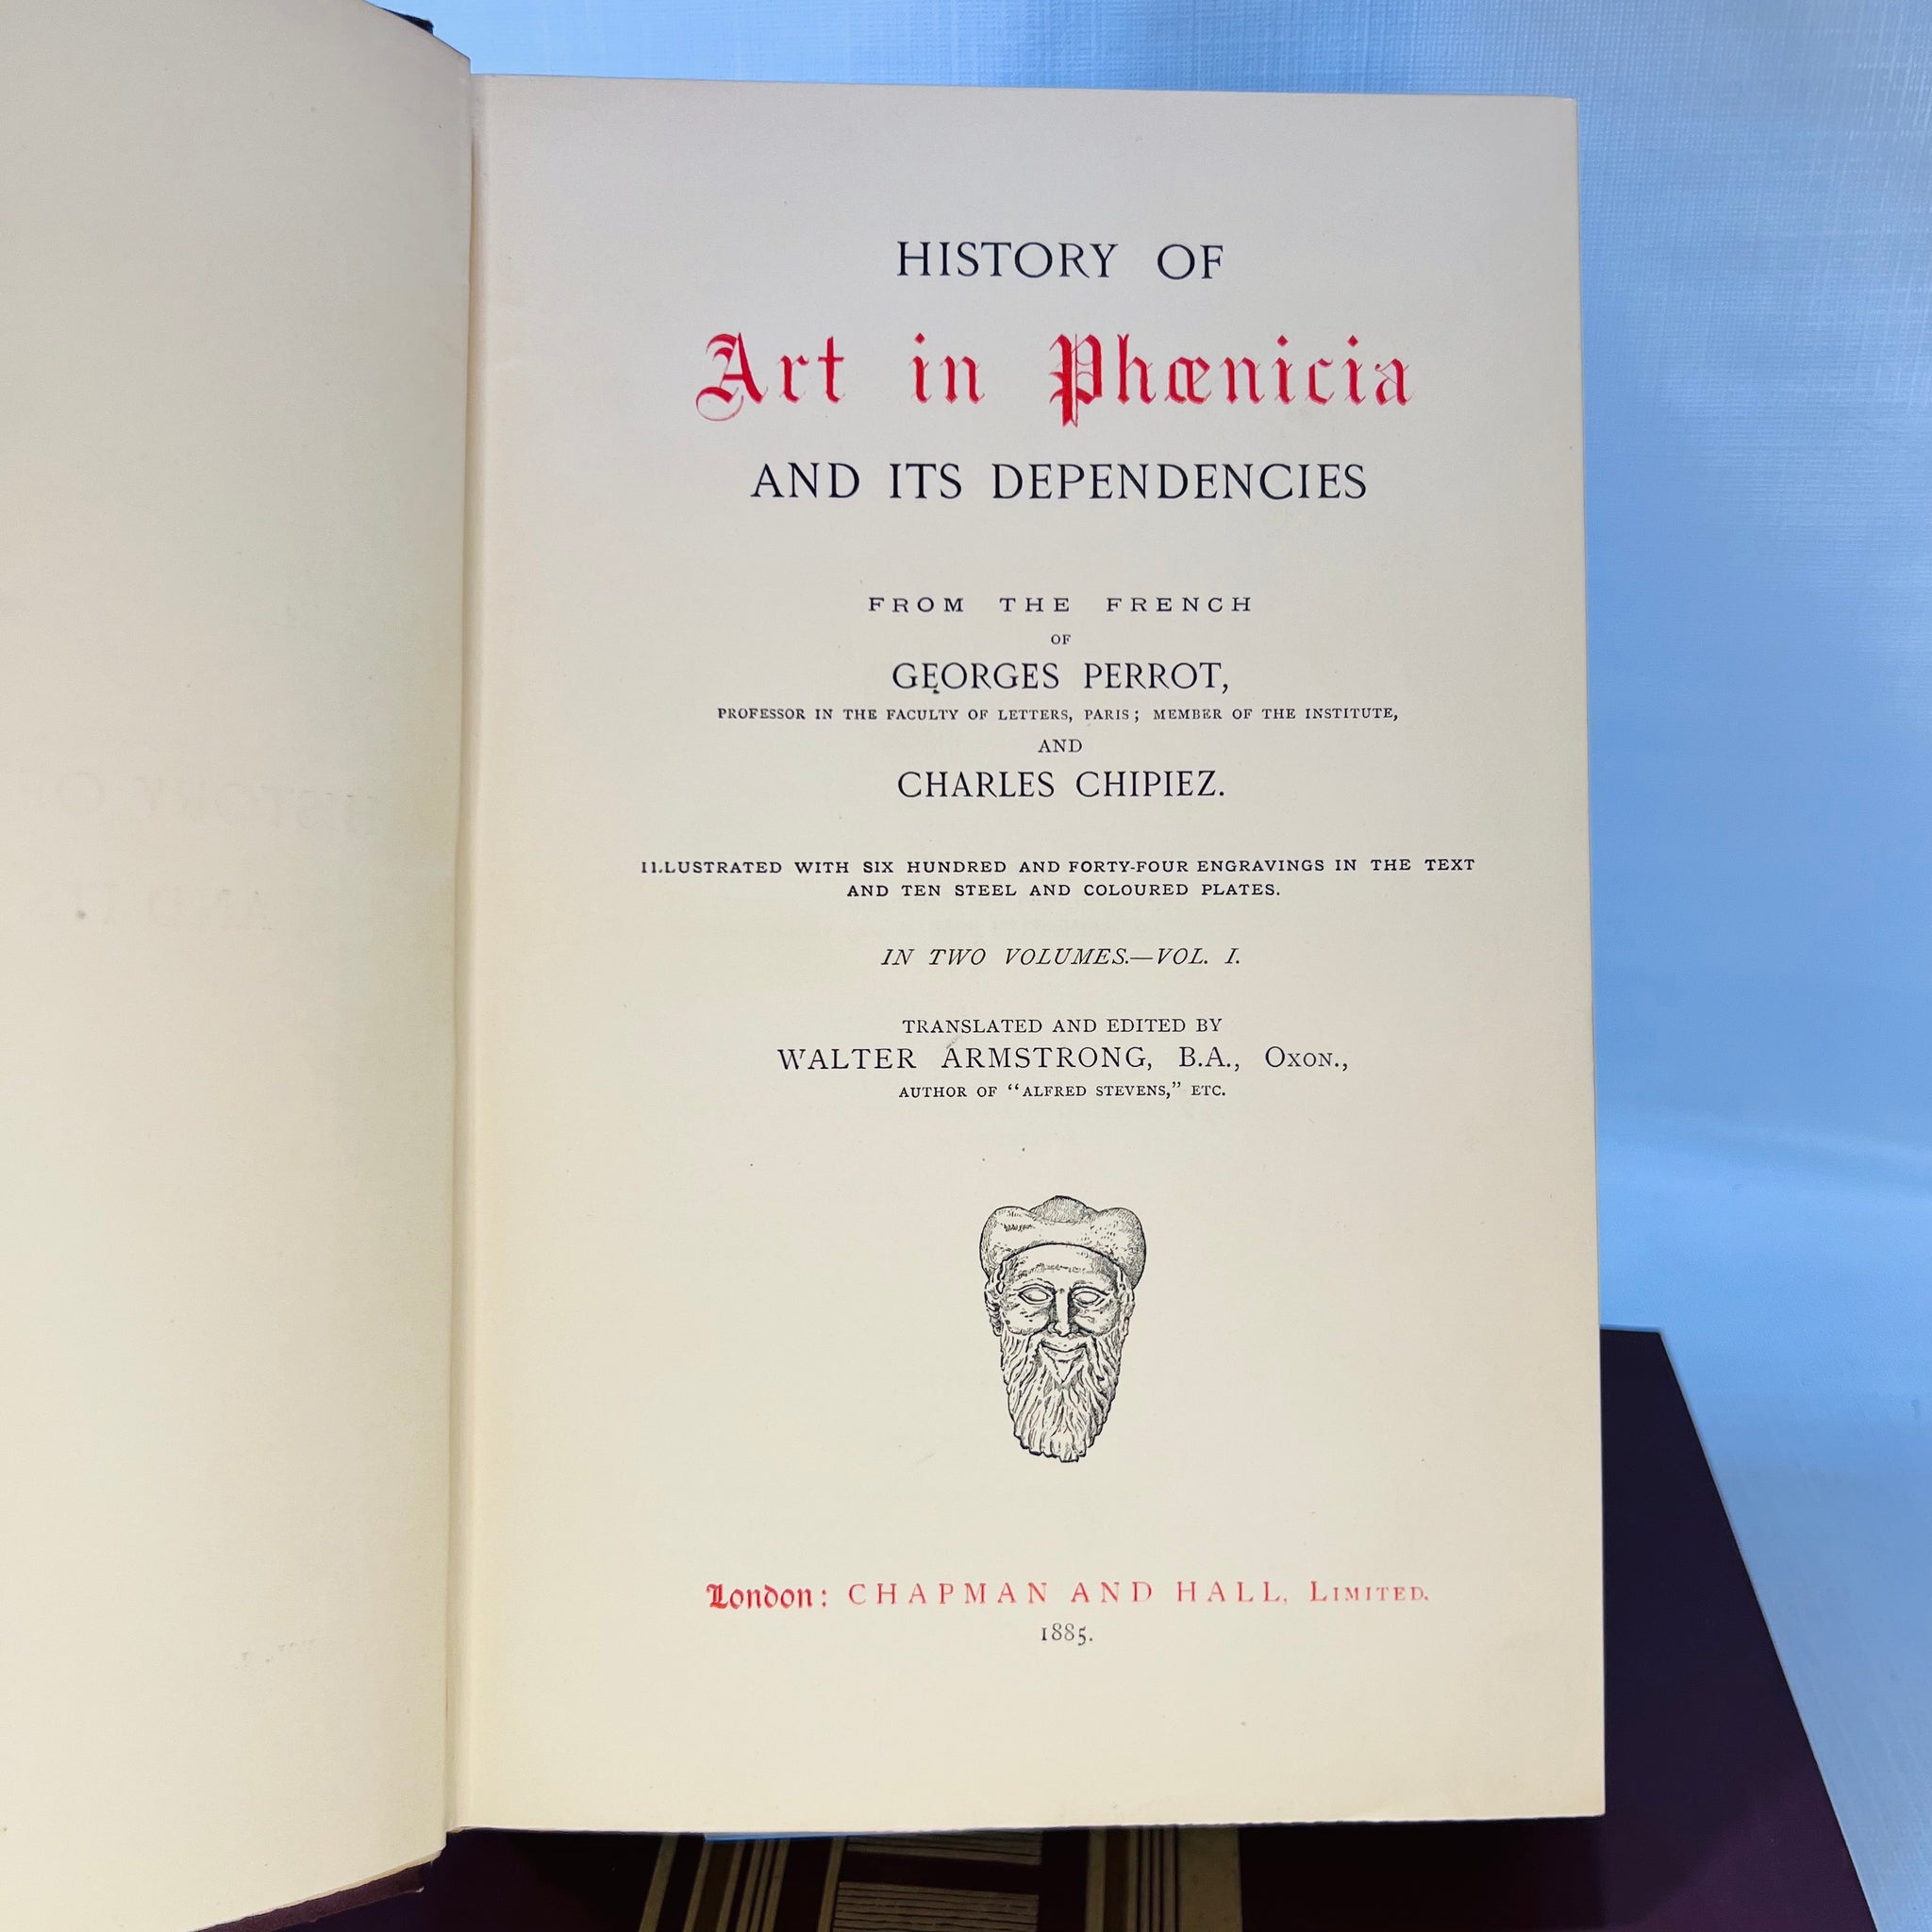 HISTORY OF
Art in Phœnicia
AND ITS DEPENDENCIES
FROM THE FRENCH
OF
GEORGES PERROT,
PROFESSOR IN THE FACULTY OF LETTERS, PARIS; MEMBER OF THE INSTITUTE,
AND
CHARLES CHIPIEZ.
ILLUSTRATED WITH SIX HUNDRED AND FORTY-FOUR ENGRAVINGS IN THE TEXT
AND TEN STEEL AND COLOURED PLATES.
IN TWO VOLUMES.—VOL. I.
TRANSLATED AND EDITED BY
WALTER ARMSTRONG, B.A., OXON.,
AUTHOR OF “ALFRED STEVENS,” ETC.
London: CHAPMAN AND HALL, LIMITED.
1885.